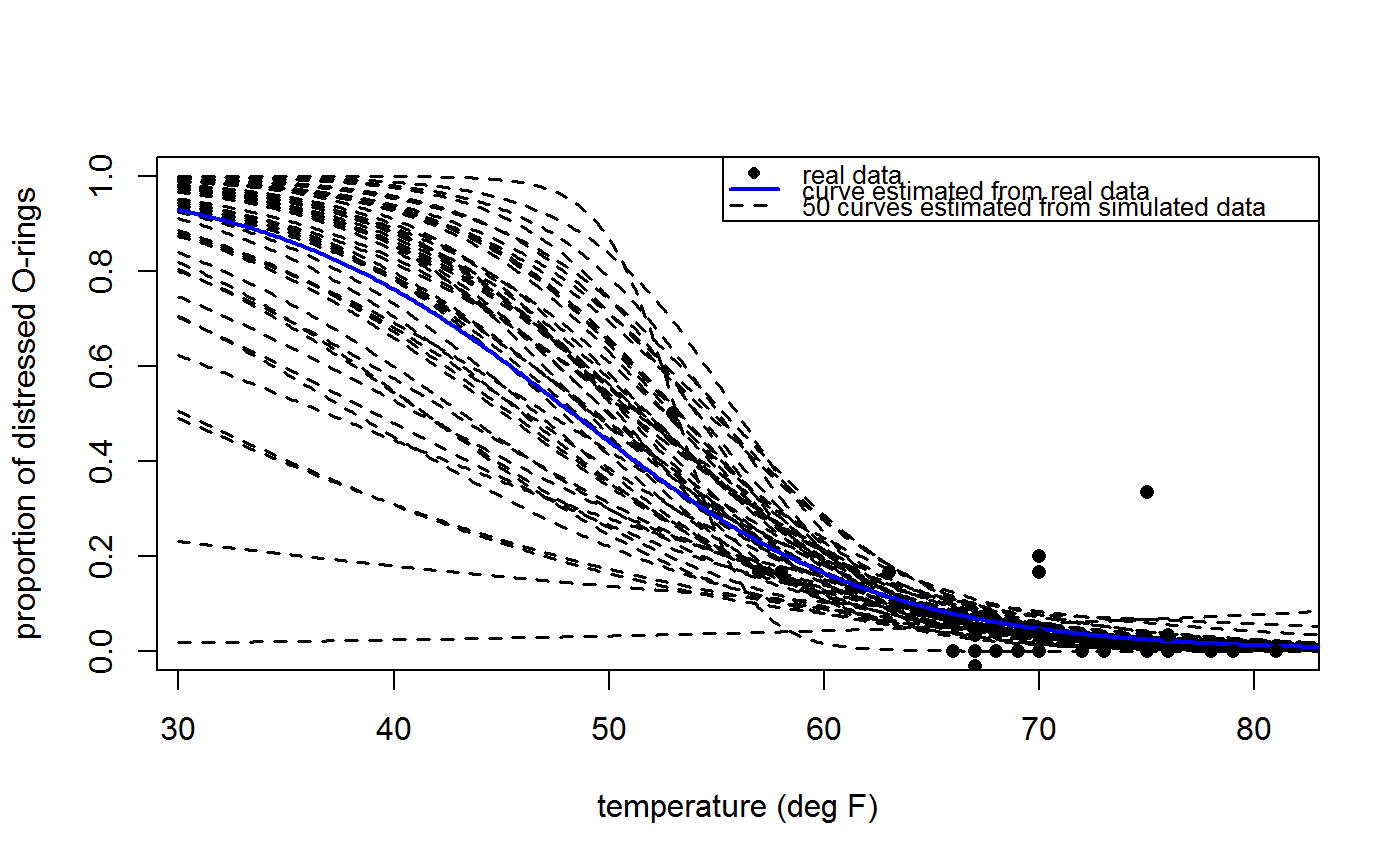 real data
curve estimated from real data
50 curves estimated from simulated data
proportion of distressed O-rings
1.0
0.8
0.6
0.4
0.2
0.0
30 40 50 60 70 80
temperature (deg F)